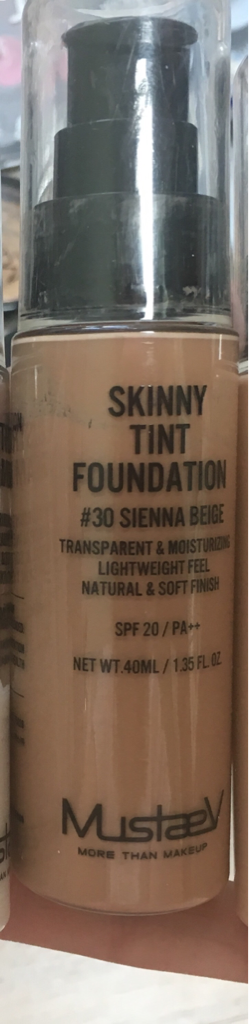 SKINNY
TINT
FOUNDATION
#30 SIENNA BEIGE
TRANSPARENT & MOISTURIZING
LIGHTWEIGHT FEEL
NATURAL & SOFT FINISH
SPF 20 / PA++
NET WT.40ML / 1.35 FL.OZ
MustaeV
MORE THAN MAKEUP